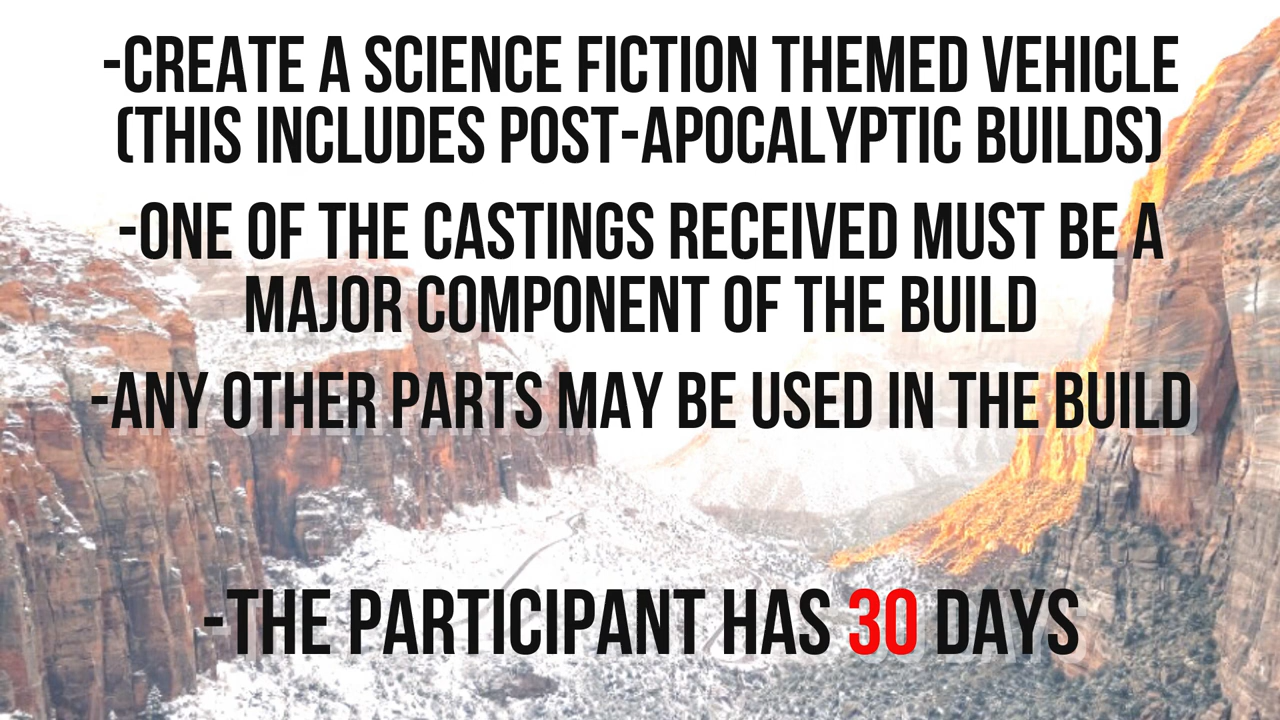 -CREATE A SCIENCE FICTION THEMED VEHICLE
(THIS INCLUDES POST-APOCALYPTIC BUILDS)
-ONE OF THE CASTINGS RECEIVED MUST BE A
MAJOR COMPONENT OF THE BUILD
-ANY OTHER PARTS MAY BE USED IN THE BUILD
-THE PARTICIPANT HAS 30 DAYS